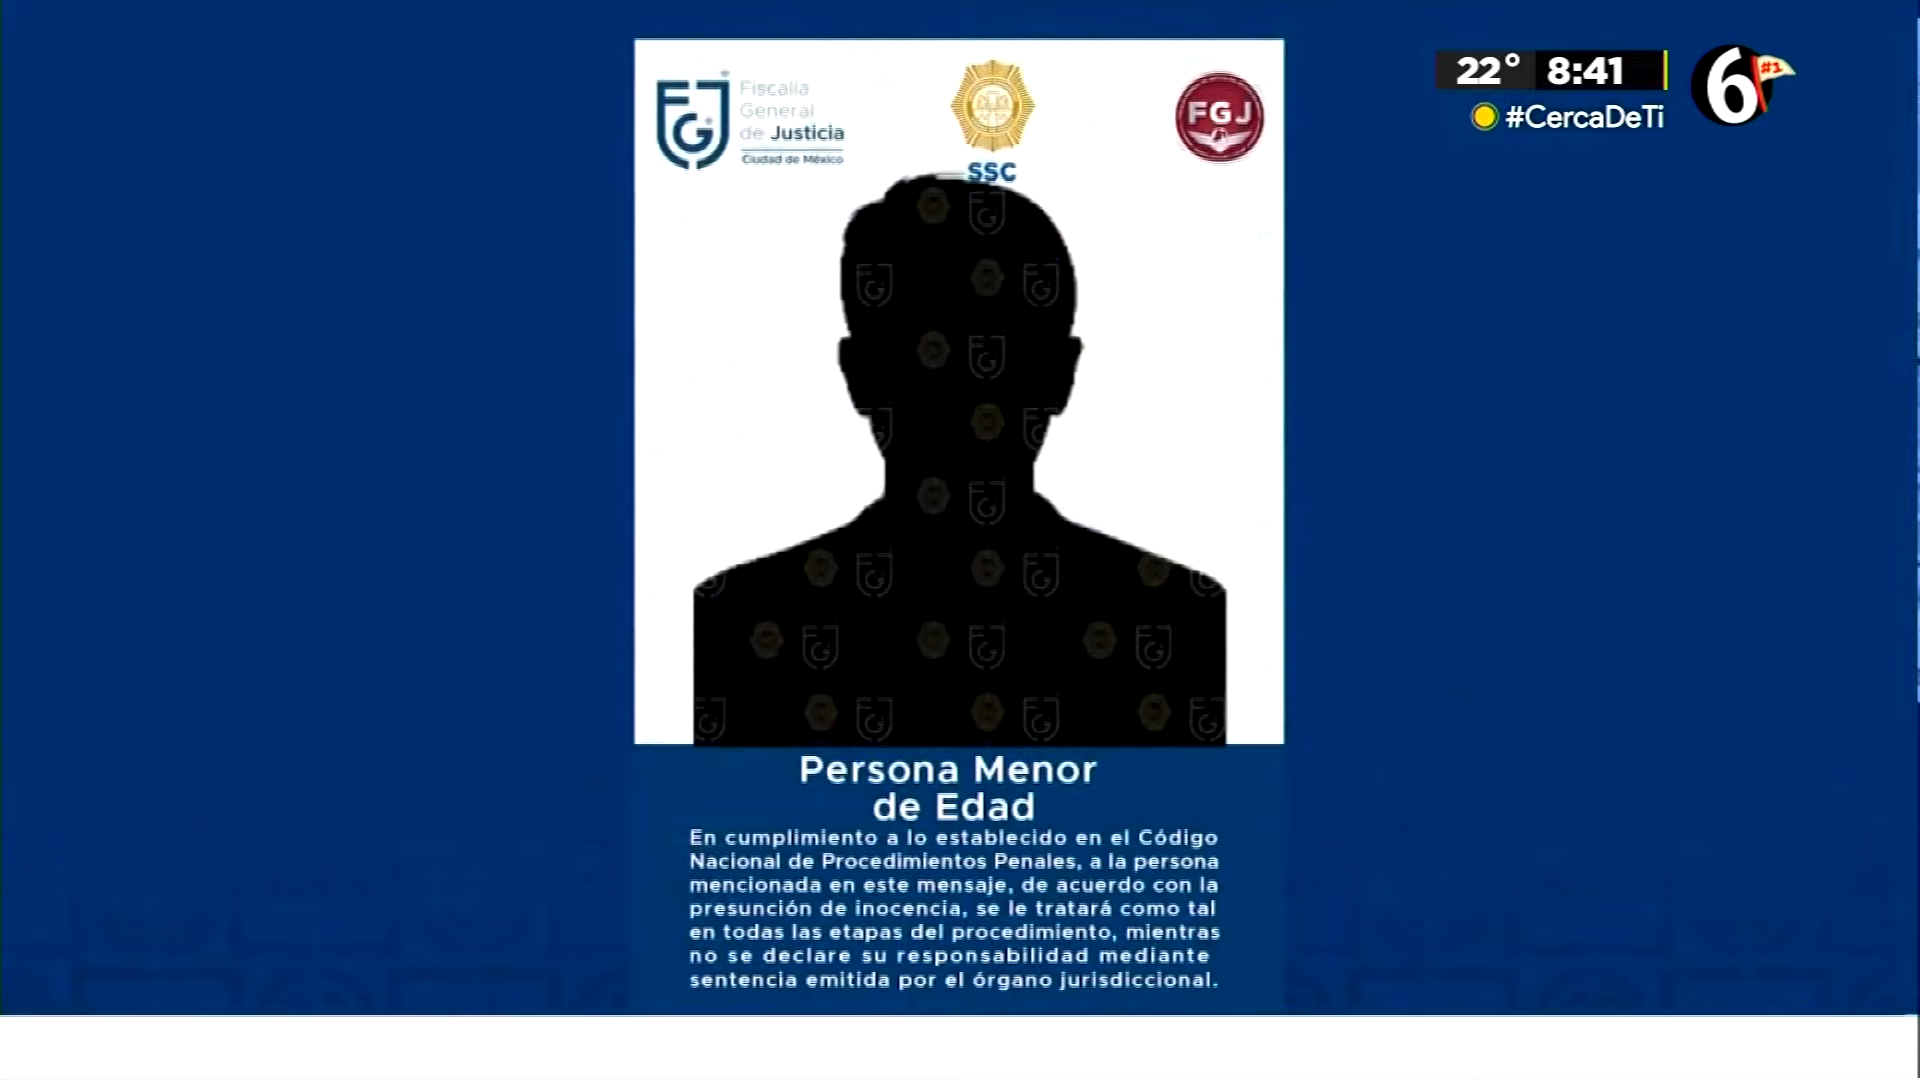 Fiscalía
General
de Justicia
Ciudad de México
SSC
FGJ
22° 8:41
#CercaDeTi
6 #1
Persona Menor
de Edad
En cumplimiento a lo establecido en el Código
Nacional de Procedimientos Penales, a la persona
mencionada en este mensaje, de acuerdo con la
presunción de inocencia, se le tratará como tal
en todas las etapas del procedimiento, mientras
no se declare su responsabilidad mediante
sentencia emitida por el órgano jurisdiccional.